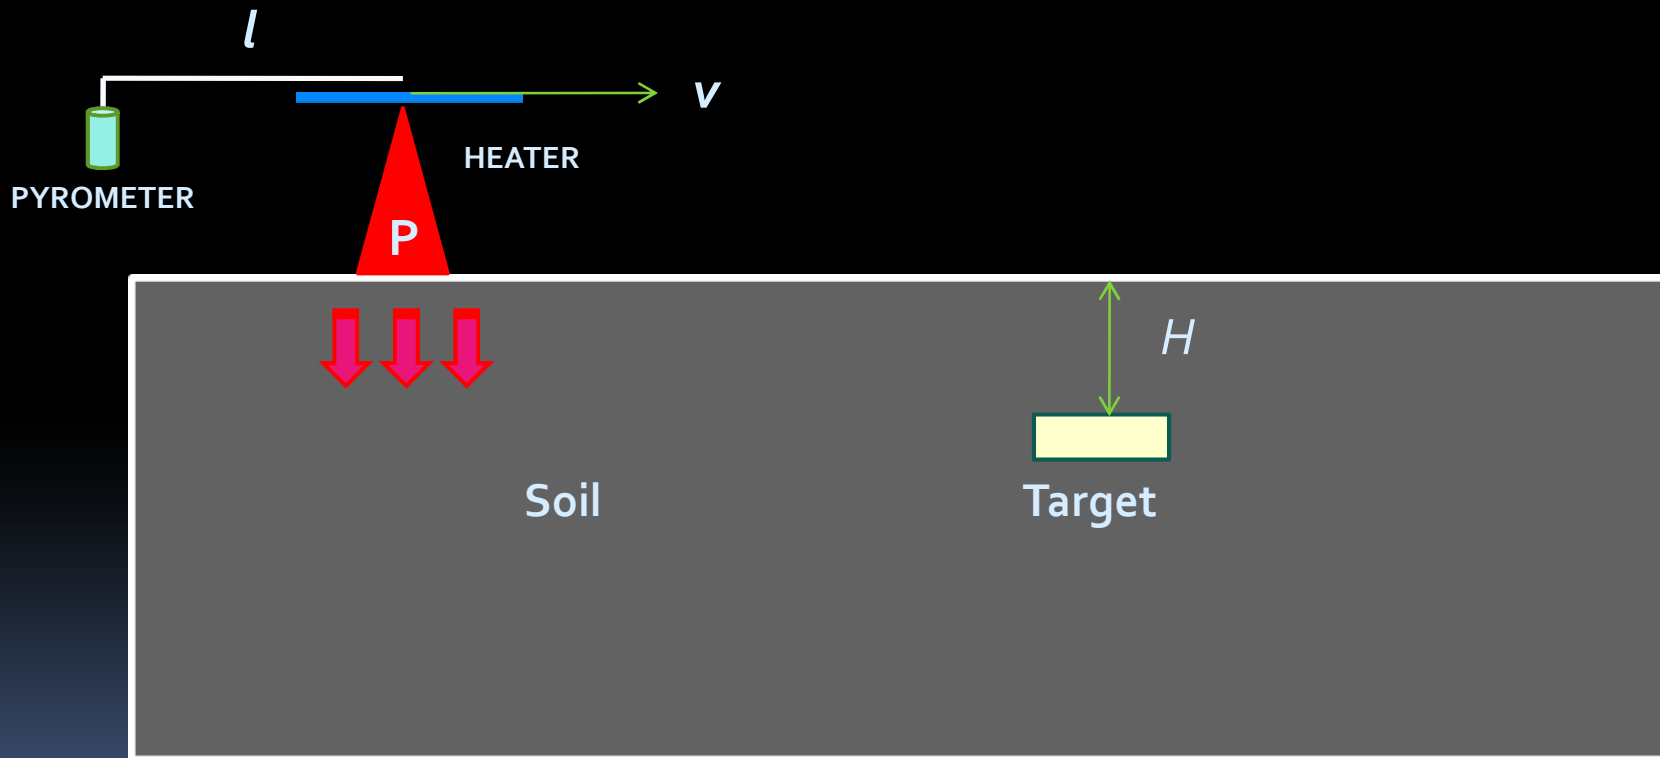 l
v
HEATER
PYROMETER
P
H
Soil
Target